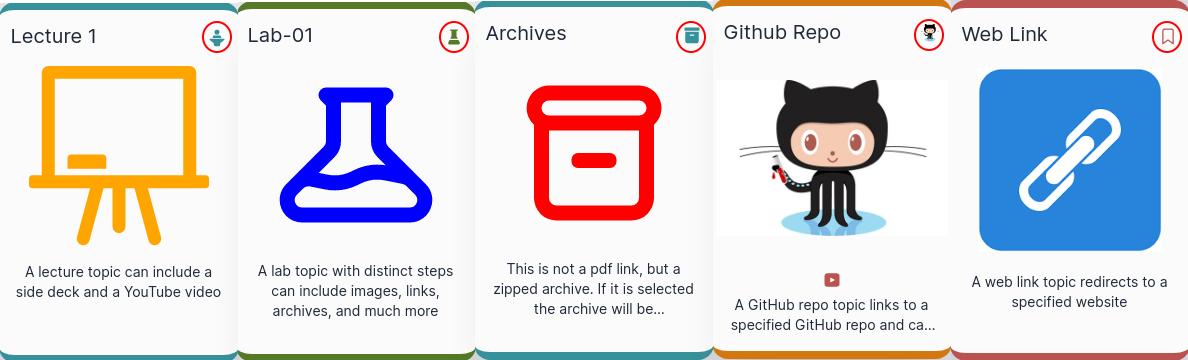 Lecture 1
A lecture topic can include a
side deck and a YouTube video
Lab-01
A lab topic with distinct steps
can include images, links,
archives, and much more
Archives
This is not a pdf link, but a
zipped archive. If it is selected
the archive will be...
Github Repo
A GitHub repo topic links to a
specified GitHub repo and ca...
Web Link
A web link topic redirects to a
specified website